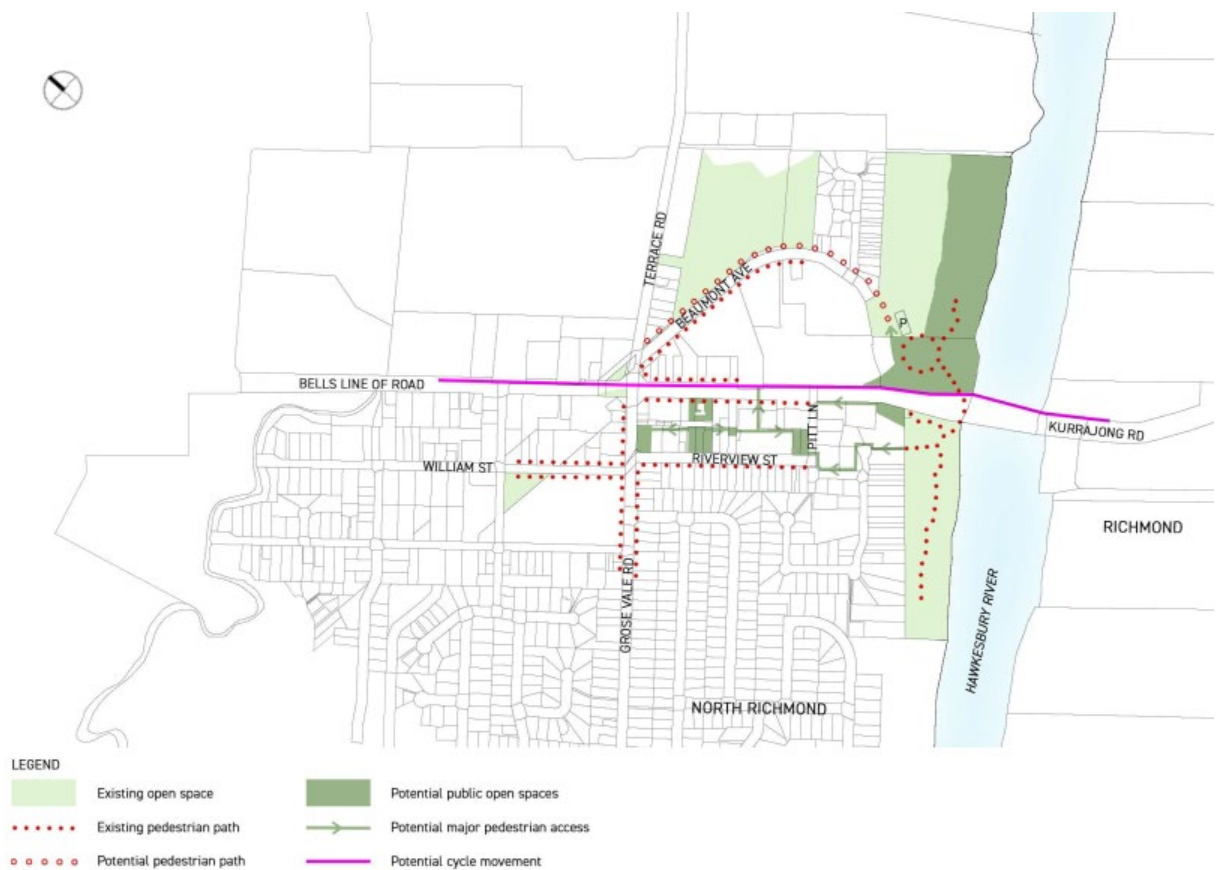 TERRACE RD
BEAUMONT AVE
P
BELLS LINE OF ROAD
PITT LN
KURRAJONG RD
WILLIAM ST
RIVERVIEW ST
RICHMOND
GROSE VALE RD
HAWKESBURY RIVER
NORTH RICHMOND
LEGEND
Existing open space
Potential public open spaces
Existing pedestrian path
Potential major pedestrian access
Potential pedestrian path
Potential cycle movement